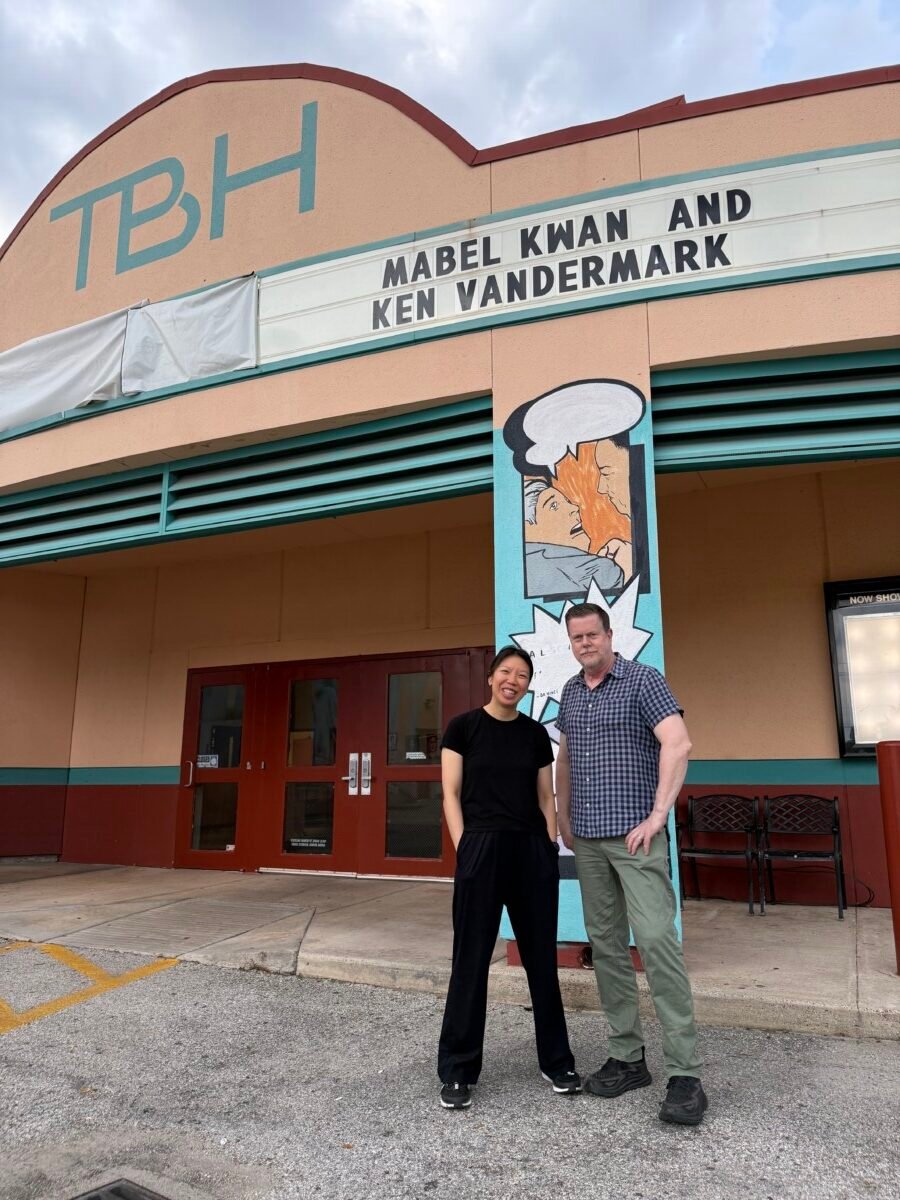 TBH
MABEL KWAN AND
KEN VANDERMARK
NOW SHO